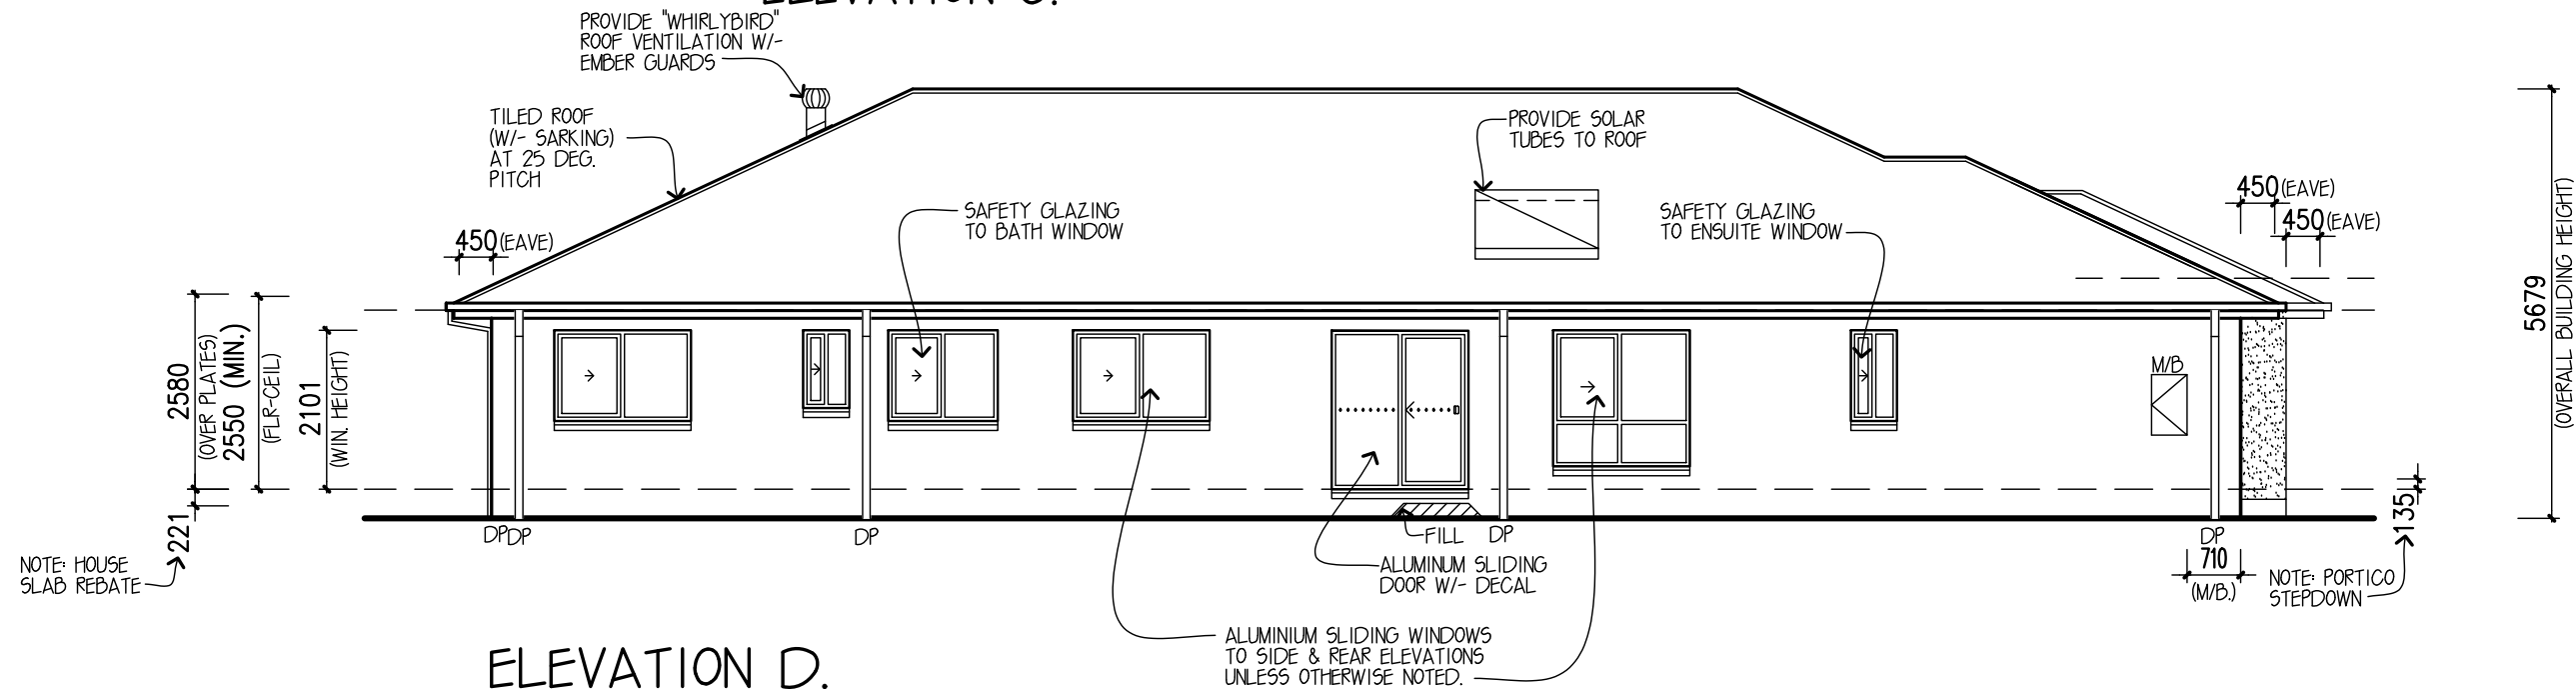 PROVIDE "WHIRLYBIRD"
ROOF VENTILATION W/-
EMBER GUARDS
TILED ROOF
(W/- SARKING)
AT 25 DEG.
PITCH
PROVIDE SOLAR
TUBES TO ROOF
SAFETY GLAZING
TO BATH WINDOW
SAFETY GLAZING
TO ENSUITE WINDOW
450 (EAVE)
450 (EAVE)
450 (EAVE)
5679
(OVERALL BUILDING HEIGHT)
2580
(OVER PLATES)
2550 (MIN.)
(FLR-CEIL)
2101
(WIN. HEIGHT)
221
NOTE: HOUSE
SLAB REBATE
M/B
DP
DP
DP
FILL
DP
DP
710
(M/B.)
135
NOTE: PORTICO
STEPDOWN
ALUMINUM SLIDING
DOOR W/- DECAL
ALUMINIUM SLIDING WINDOWS
TO SIDE & REAR ELEVATIONS
UNLESS OTHERWISE NOTED.
ELEVATION D.